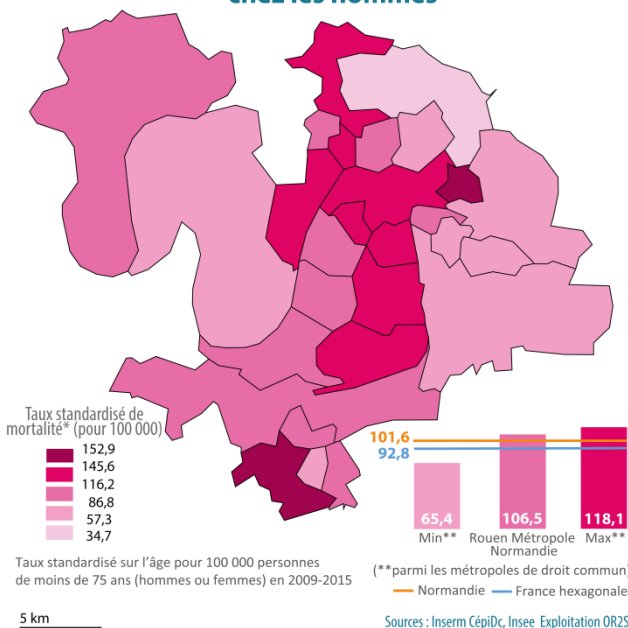 chez les hommes
Taux standardisé de
mortalité* (pour 100 000)
152,9
145,6
116,2
86,8
57,3
34,7
Taux standardisé sur l'âge pour 100 000 personnes
de moins de 75 ans (hommes ou femmes) en 2009-2015
5 km
101,6
92,8
65,4
106,5
118,1
Min** Rouen Métropole Max**
Normandie
(**parmi les métropoles de droit commun)
Normandie France hexagonale
Sources : Inserm CépiDc, Insee Exploitation OR2S